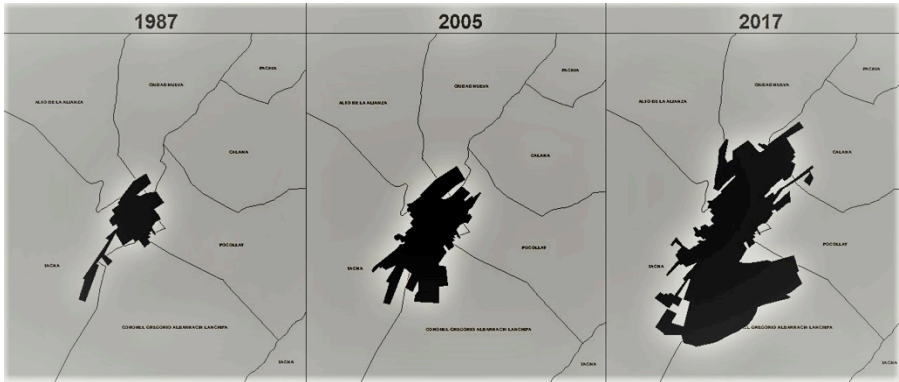 1987
2005
2017
PACHIA
CIUDAD NUEVA
ALTO DE LA ALIANZA
CALANA
POCOLLAY
TACNA
CORONEL GREGORIO ALBARRACIN LANCHIPA
TACNA
PACHIA
CIUDAD NUEVA
ALTO DE LA ALIANZA
CALANA
POCOLLAY
TACNA
CORONEL GREGORIO ALBARRACIN LANCHIPA
TACNA
PACHIA
CIUDAD NUEVA
ALTO DE LA ALIANZA
CALANA
POCOLLAY
TACNA
EL GREGORIO ALBARRACIN LANCHIPA
TACNA